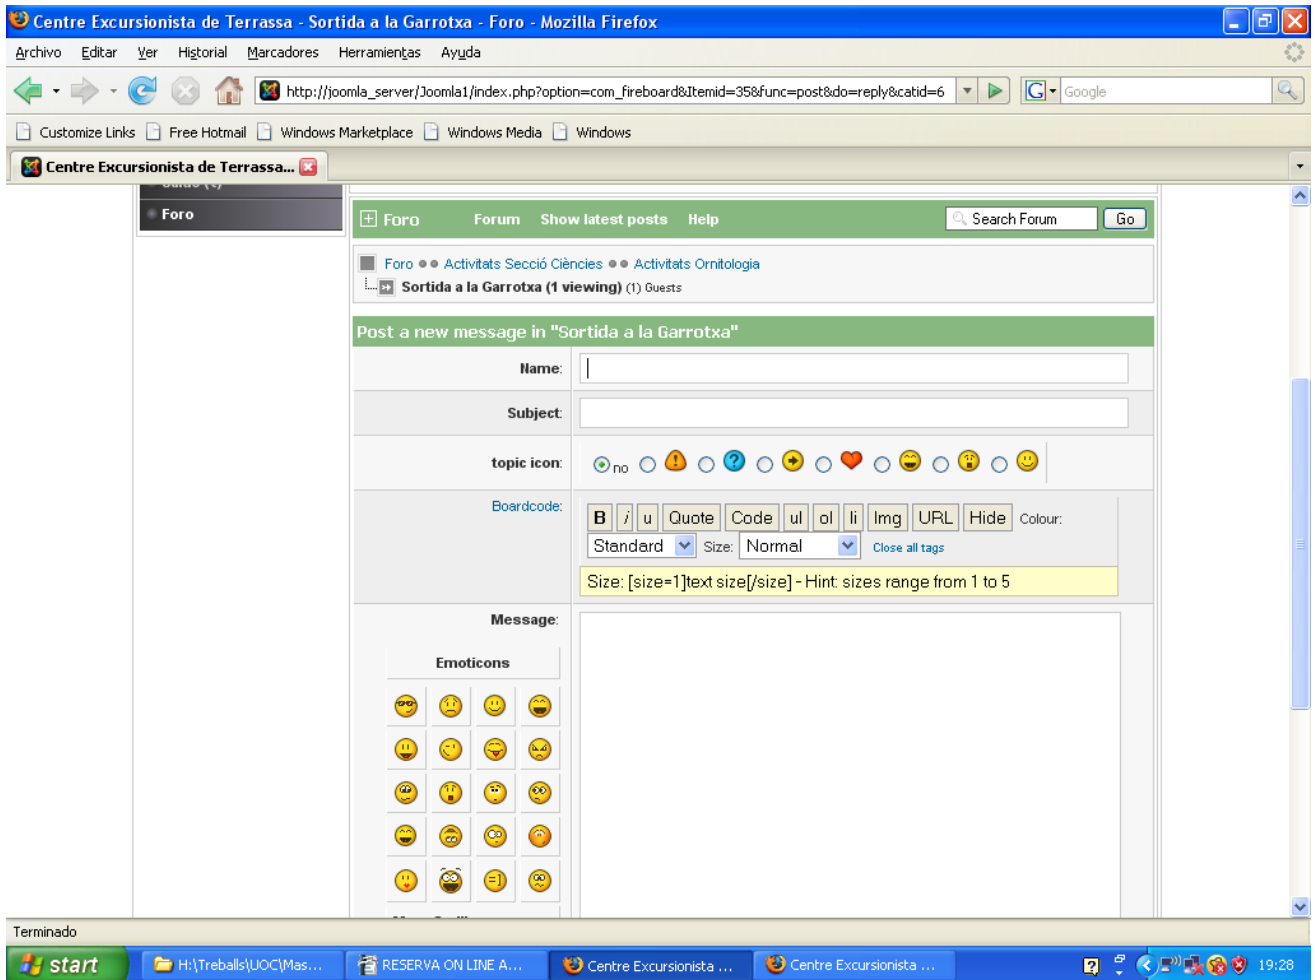 Centre Excursionista de Terrassa - Sortida a la Garrotxa - Foro - Mozilla Firefox
Archivo Editar Ver Historial Marcadores Herramientas Ayuda
http://joomla_server/Joomla1/index.php?option=com_fireboard&Itemid=35&func=post&do=reply&catid=6 G Google
Customize Links Free Hotmail Windows Marketplace Windows Media Windows
Centre Excursionista de Terrassa...
Foro
Foro Forum Show latest posts Help Search Forum Go
Foro Activitats Secció Ciències Activitats Ornitologia
Sortida a la Garrotxa (1 viewing) (1) Guests
Post a new message in "Sortida a la Garrotxa"
Name:
Subject:
topic icon: no
Boardcode: B i u Quote Code ul ol li Img URL Hide Colour:
Standard Size: Normal Close all tags
Size: [size=1]text size[/size] - Hint: sizes range from 1 to 5
Message:
Emoticons
Terminado
start H:\Treballs\UOC\Mas... RESERVA ON LINE A... Centre Excursionista ... Centre Excursionista ... 19:28